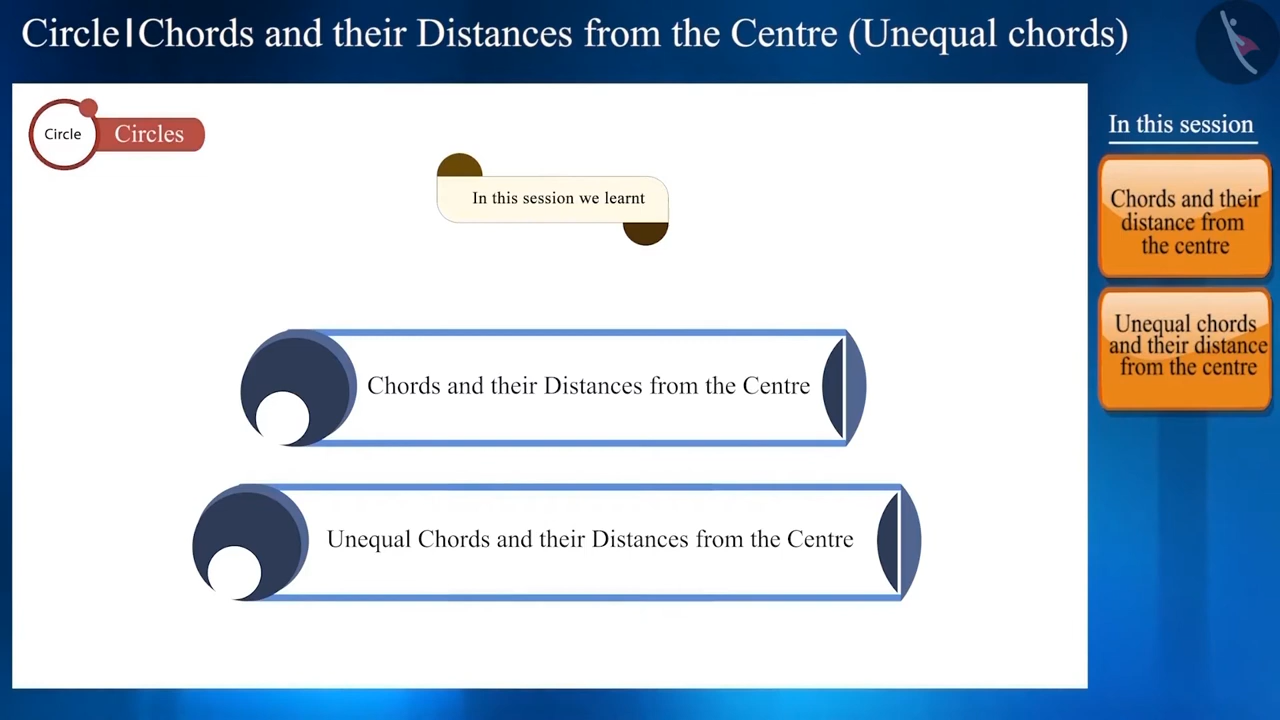 Circle|Chords and their Distances from the Centre (Unequal chords)
Circle
Circles
In this session we learnt
Chords and their Distances from the Centre
Unequal Chords and their Distances from the Centre
In this session
Chords and their
distance from
the centre
Unequal chords
and their distance
from the centre